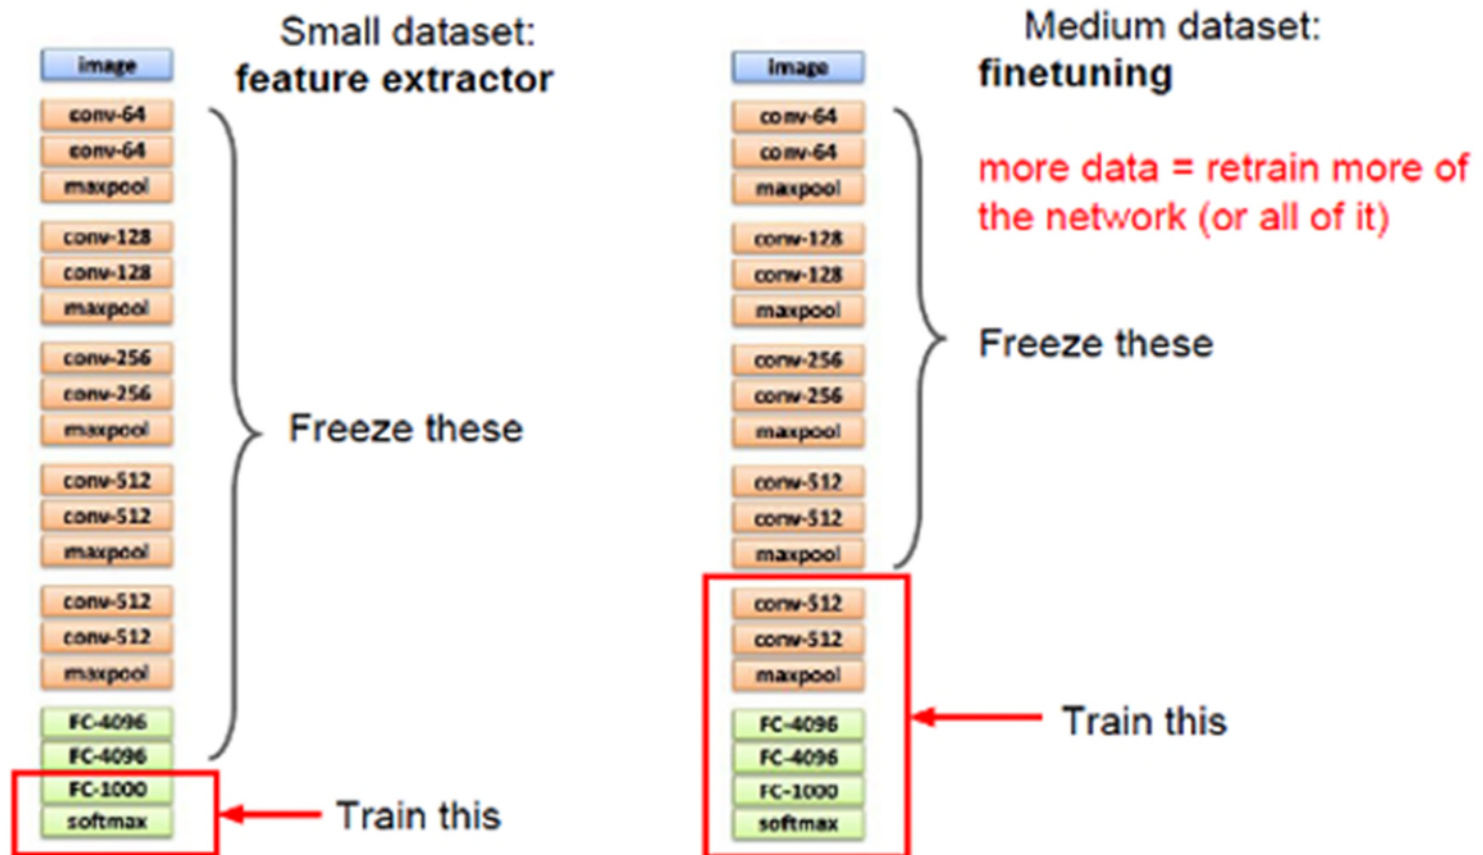 Small dataset:
feature extractor
image
conv-64
conv-64
maxpool
conv-128
conv-128
maxpool
conv-256
conv-256
maxpool
conv-512
conv-512
maxpool
conv-512
conv-512
maxpool
FC-4096
FC-4096
FC-1000
softmax
Freeze these
Train this
Medium dataset:
finetuning
more data = retrain more of
the network (or all of it)
image
conv-64
conv-64
maxpool
conv-128
conv-128
maxpool
conv-256
conv-256
maxpool
conv-512
conv-512
maxpool
conv-512
conv-512
maxpool
FC-4096
FC-4096
FC-1000
softmax
Freeze these
Train this